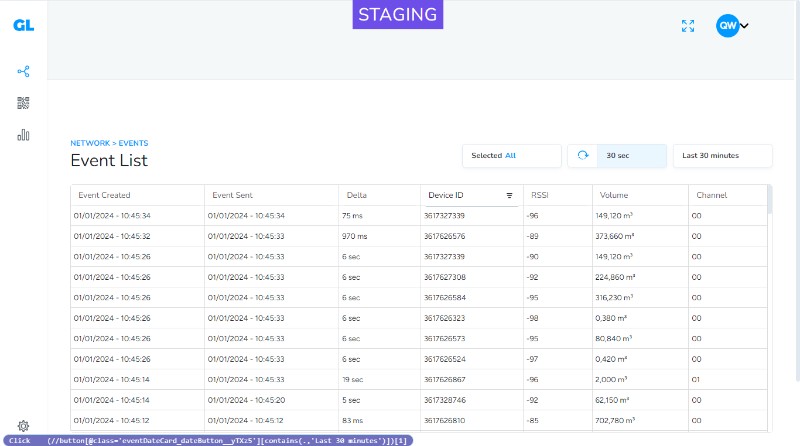 STAGING
GL
QW
NETWORK > EVENTS
Event List
Selected All
30 sec
Last 30 minutes
Event Created Event Sent Delta Device ID RSSI Volume Channel
01/01/2024 - 10:45:34 01/01/2024 - 10:45:34 75 ms 3617327339 -96 149,120 m³ 00
01/01/2024 - 10:45:32 01/01/2024 - 10:45:33 970 ms 3617626576 -89 373,660 m³ 00
01/01/2024 - 10:45:26 01/01/2024 - 10:45:33 6 sec 3617327339 -90 149,120 m³ 00
01/01/2024 - 10:45:26 01/01/2024 - 10:45:33 6 sec 3617627308 -92 224,860 m³ 00
01/01/2024 - 10:45:26 01/01/2024 - 10:45:33 6 sec 3617626584 -95 316,230 m³ 00
01/01/2024 - 10:45:26 01/01/2024 - 10:45:33 6 sec 3617626323 -98 0,380 m³ 00
01/01/2024 - 10:45:26 01/01/2024 - 10:45:33 6 sec 3617626573 -95 80,840 m³ 00
01/01/2024 - 10:45:26 01/01/2024 - 10:45:33 6 sec 3617626524 -97 0,420 m³ 00
01/01/2024 - 10:45:14 01/01/2024 - 10:45:33 19 sec 3617626867 -96 2,000 m³ 01
01/01/2024 - 10:45:14 01/01/2024 - 10:45:20 5 sec 3617328746 -92 62,150 m³ 00
01/01/2024 - 10:45:12 01/01/2024 - 10:45:12 83 ms 3617626810 -85 702,780 m³ 00
Click (//button[@class='eventDateCard_dateButton__yTXz5'][contains(.,'Last 30 minutes')])[1]